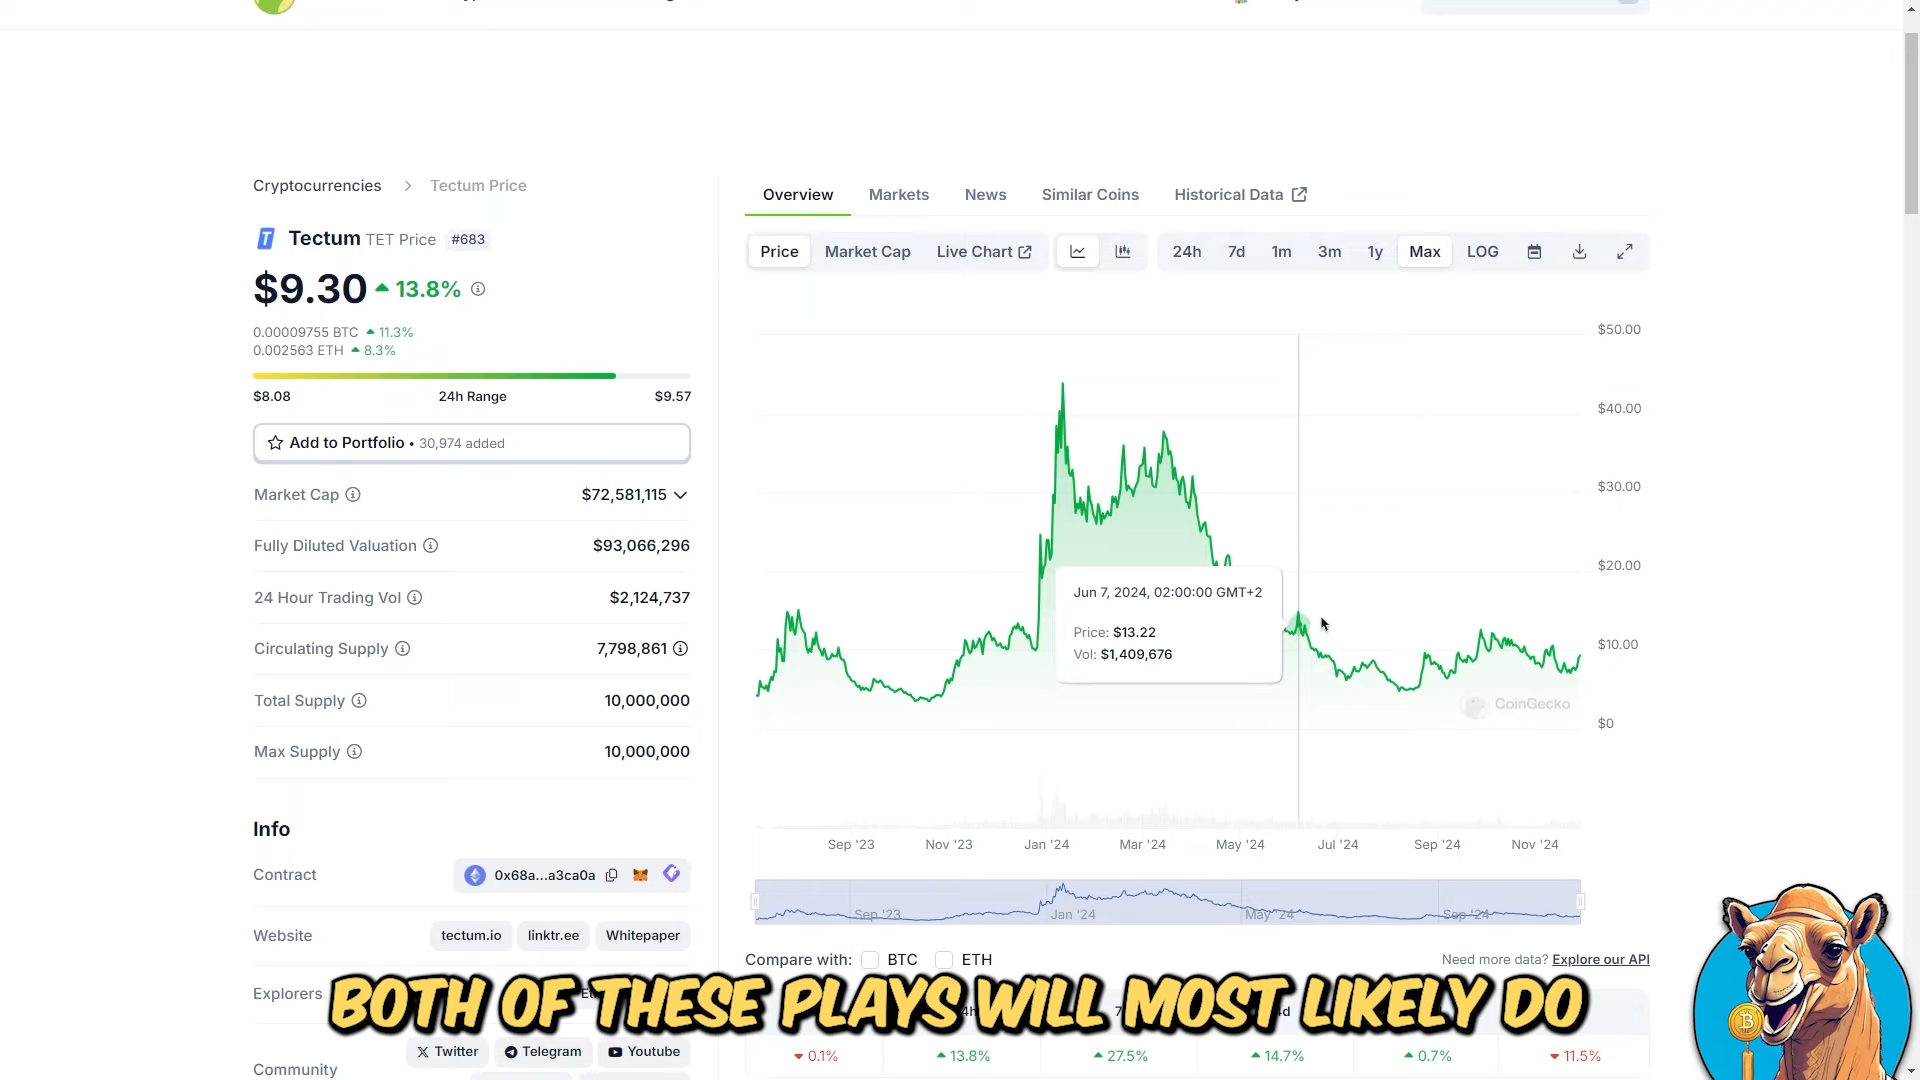 Cryptocurrencies > Tectum Price
Tectum TET Price #683
$9.30 13.8%
0.00009755 BTC 11.3%
0.002563 ETH 8.3%
$8.08 24h Range $9.57
Add to Portfolio • 30,974 added
Market Cap $72,581,115
Fully Diluted Valuation $93,066,296
24 Hour Trading Vol $2,124,737
Circulating Supply 7,798,861
Total Supply 10,000,000
Max Supply 10,000,000
Info
Contract 0x68a...a3ca0a
Website tectum.io linktr.ee Whitepaper
Explorers
Community Twitter Telegram Youtube
Overview Markets News Similar Coins Historical Data
Price Market Cap Live Chart 24h 7d 1m 3m 1y Max LOG
$50.00
$40.00
$30.00
$20.00
$10.00
$0
Jun 7, 2024, 02:00:00 GMT+2
Price: $13.22
Vol: $1,409,676
CoinGecko
Sep '23 Nov '23 Jan '24 Mar '24 May '24 Jul '24 Sep '24 Nov '24
Sep '23 Jan '24 May '24 Sep '24
Compare with: BTC ETH
Need more data? Explore our API
BOTH OF THESE PLAYS WILL MOST LIKELY DO
0.1% 13.8% 27.5% 14.7% 0.7% 11.5%